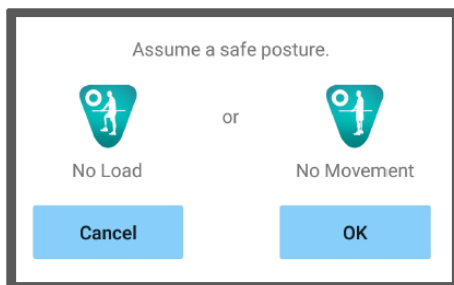 Assume a safe posture.
or
No Load
No Movement
Cancel
OK